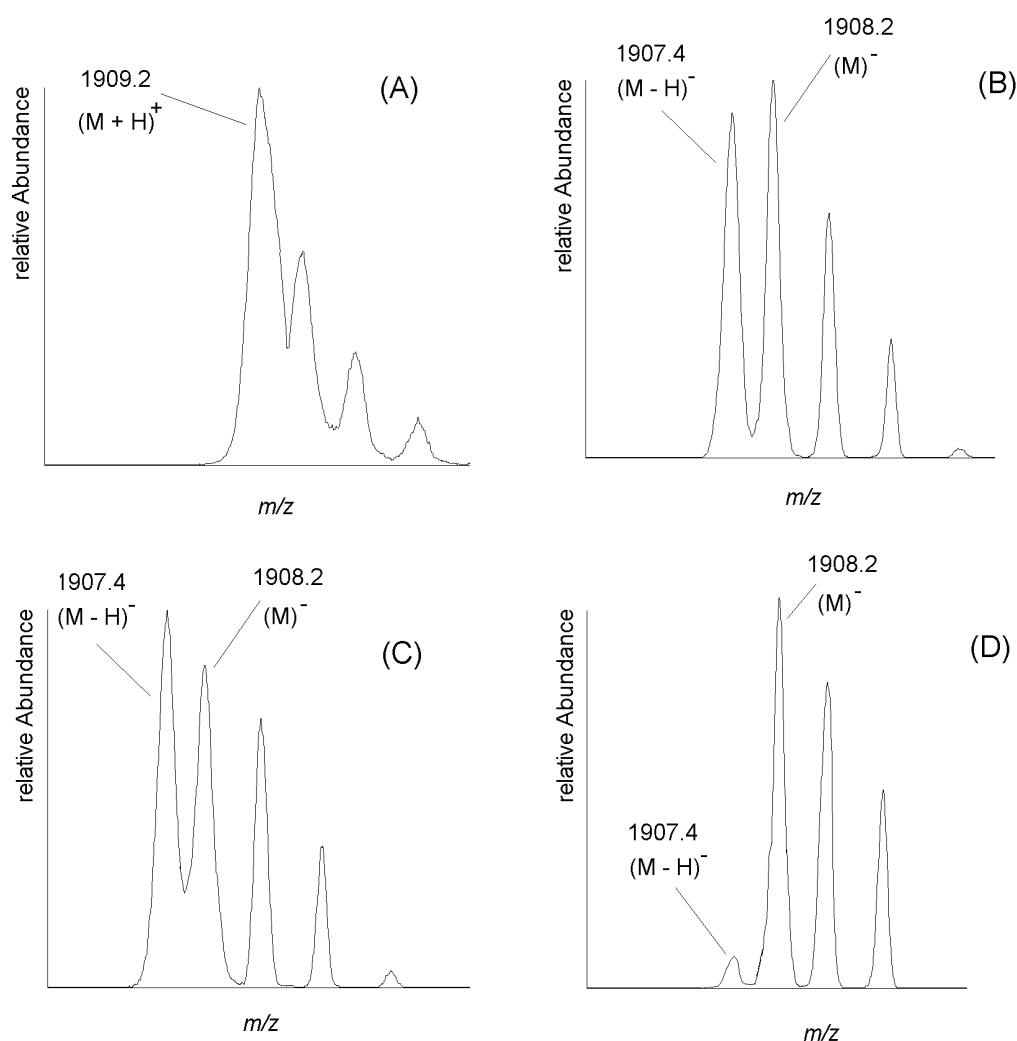 1909.2
(M + H)+
(A)
relative Abundance
m/z
1907.4
(M - H)-
1908.2
(M)-
(B)
relative Abundance
m/z
1907.4
(M - H)-
1908.2
(M)-
(C)
relative Abundance
m/z
1908.2
(M)-
(D)
1907.4
(M - H)-
relative Abundance
m/z